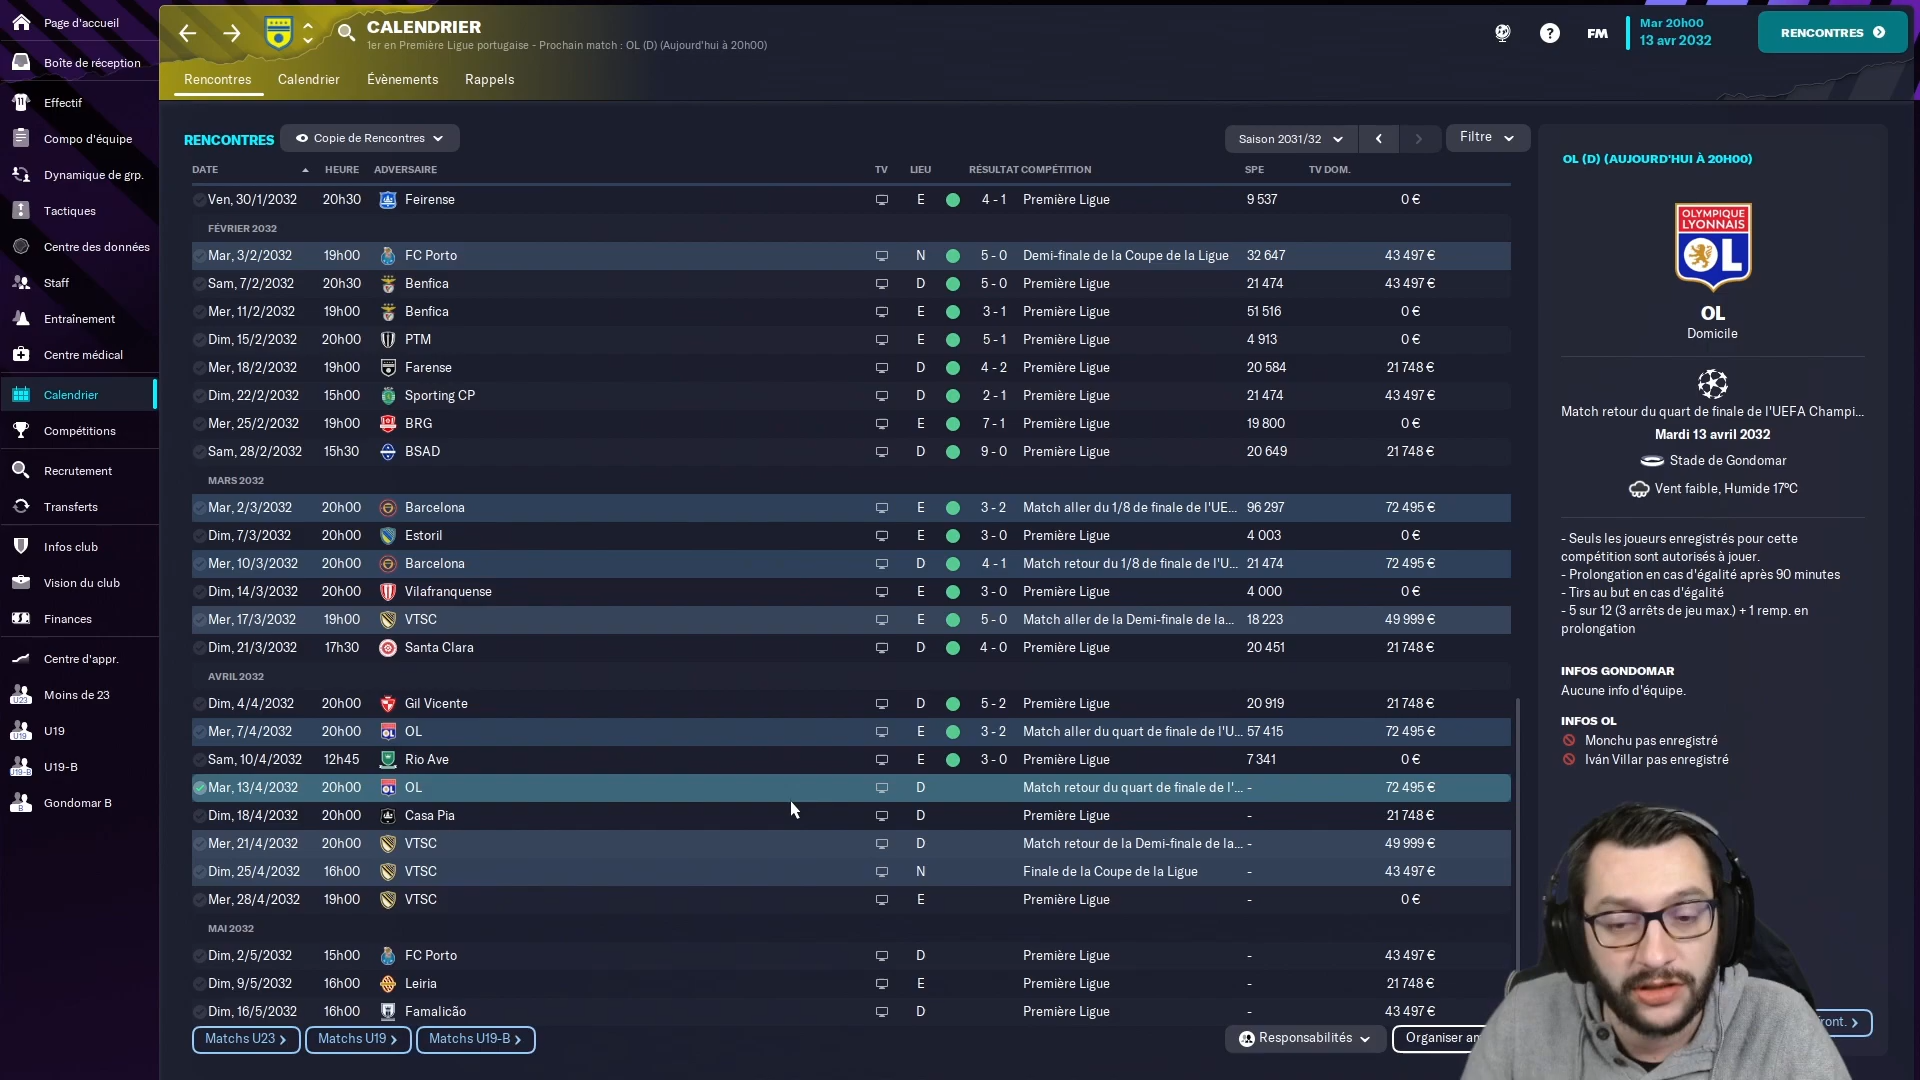 Page d'accueil
Boîte de réception
Effectif
Compo d'équipe
Dynamique de grp.
Tactiques
Centre des données
Staff
Entraînement
Centre médical
Calendrier
Compétitions
Recrutement
Transferts
Infos club
Vision du club
Finances
Centre d'appr.
Moins de 23
U19
U19-B
Gondomar B
CALENDRIER
1er en Première Ligue portugaise - Prochain match : OL (D) (Aujourd'hui à 20h00)
FM
Mar 20h00
13 avr 2032
RENCONTRES
Rencontres Calendrier Évènements Rappels
RENCONTRES Copie de Rencontres Saison 2031/32 Filtre
DATE HEURE ADVERSAIRE TV LIEU RÉSULTAT COMPÉTITION SPE TV DOM.
Ven, 30/1/2032 20h30 Feirense E 4 - 1 Première Ligue 9 537 0 €
FÉVRIER 2032
Mar, 3/2/2032 19h00 FC Porto N 5 - 0 Demi-finale de la Coupe de la Ligue 32 647 43 497 €
Sam, 7/2/2032 20h30 Benfica D 5 - 0 Première Ligue 21 474 43 497 €
Mer, 11/2/2032 19h00 Benfica E 3 - 1 Première Ligue 51 516 0 €
Dim, 15/2/2032 20h00 PTM E 5 - 1 Première Ligue 4 913 0 €
Mer, 18/2/2032 19h00 Farense D 4 - 2 Première Ligue 20 584 21 748 €
Dim, 22/2/2032 15h00 Sporting CP D 2 - 1 Première Ligue 21 474 43 497 €
Mer, 25/2/2032 19h00 BRG E 7 - 1 Première Ligue 19 800 0 €
Sam, 28/2/2032 15h30 BSAD D 9 - 0 Première Ligue 20 649 21 748 €
MARS 2032
Mar, 2/3/2032 20h00 Barcelona E 3 - 2 Match aller du 1/8 de finale de l'UE... 96 297 72 495 €
Dim, 7/3/2032 20h00 Estoril E 3 - 0 Première Ligue 4 003 0 €
Mer, 10/3/2032 20h00 Barcelona D 4 - 1 Match retour du 1/8 de finale de l'U... 21 474 72 495 €
Dim, 14/3/2032 20h00 Vilafranquense E 3 - 0 Première Ligue 4 000 0 €
Mer, 17/3/2032 19h00 VTSC E 5 - 0 Match aller de la Demi-finale de la... 18 223 49 999 €
Dim, 21/3/2032 17h30 Santa Clara D 4 - 0 Première Ligue 20 451 21 748 €
AVRIL 2032
Dim, 4/4/2032 20h00 Gil Vicente D 5 - 2 Première Ligue 20 919 21 748 €
Mer, 7/4/2032 20h00 OL E 3 - 2 Match aller du quart de finale de l'U... 57 415 72 495 €
Sam, 10/4/2032 12h45 Rio Ave E 3 - 0 Première Ligue 7 341 0 €
Mar, 13/4/2032 20h00 OL D Match retour du quart de finale de l'... - 72 495 €
Dim, 18/4/2032 20h00 Casa Pia D Première Ligue - 21 748 €
Mer, 21/4/2032 20h00 VTSC D Match retour de la Demi-finale de la... - 49 999 €
Dim, 25/4/2032 16h00 VTSC N Finale de la Coupe de la Ligue - 43 497 €
Mer, 28/4/2032 19h00 VTSC E Première Ligue - 0 €
MAI 2032
Dim, 2/5/2032 15h00 FC Porto D Première Ligue - 43 497 €
Dim, 9/5/2032 16h00 Leiria E Première Ligue - 21 748 €
Dim, 16/5/2032 16h00 Famalicão D Première Ligue - 43 497 €
Matchs U23 Matchs U19 Matchs U19-B Responsabilités Organiser
OL (D) (AUJOURD'HUI À 20H00)
OLYMPIQUE
LYONNAIS
OL
OL
Domicile
Match retour du quart de finale de l'UEFA Champi...
Mardi 13 avril 2032
Stade de Gondomar
Vent faible, Humide 17°C
- Seuls les joueurs enregistrés pour cette
compétition sont autorisés à jouer.
- Prolongation en cas d'égalité après 90 minutes
- Tirs au but en cas d'égalité
- 5 sur 12 (3 arrêts de jeu max.) + 1 remp. en
prolongation
INFOS GONDOMAR
Aucune info d'équipe.
INFOS OL
Monchu pas enregistré
Iván Villar pas enregistré